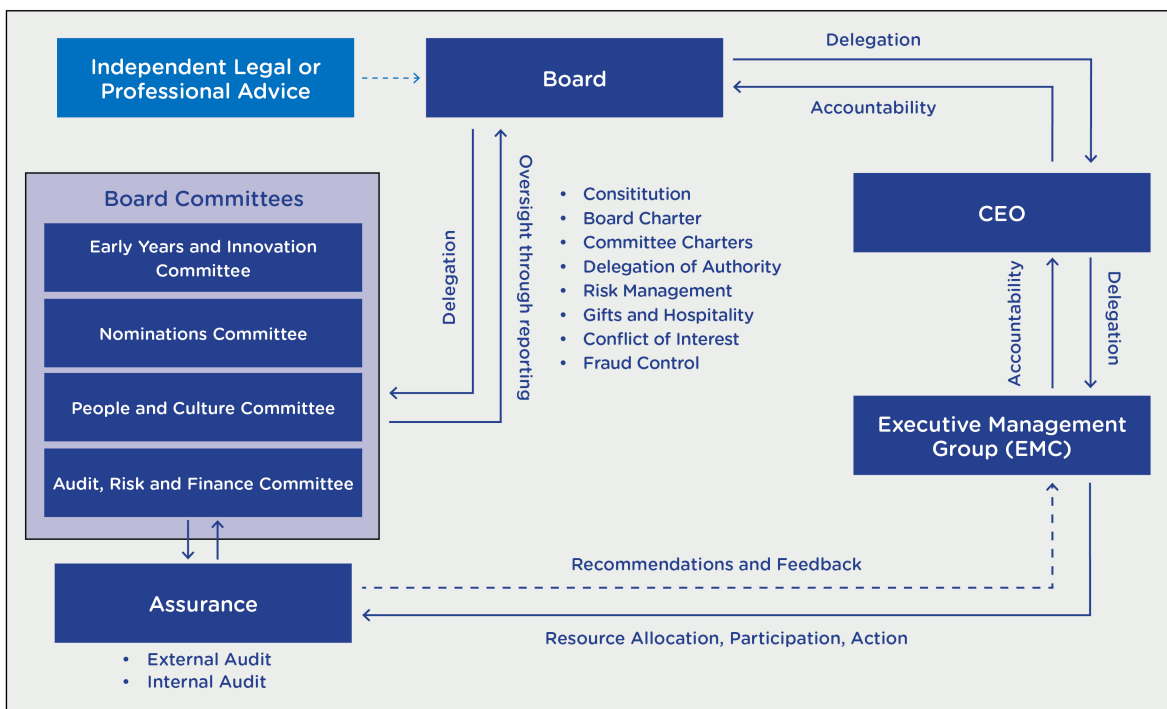 Independent Legal or
Professional Advice
Board
Delegation
Accountability
CEO
Board Committees
Early Years and Innovation
Committee
Nominations Committee
People and Culture Committee
Audit, Risk and Finance Committee
Delegation
Oversight through reporting
• Consititution
• Board Charter
• Committee Charters
• Delegation of Authority
• Risk Management
• Gifts and Hospitality
• Conflict of Interest
• Fraud Control
Accountability
Delegation
Executive Management
Group (EMC)
Recommendations and Feedback
Assurance
Resource Allocation, Participation, Action
• External Audit
• Internal Audit